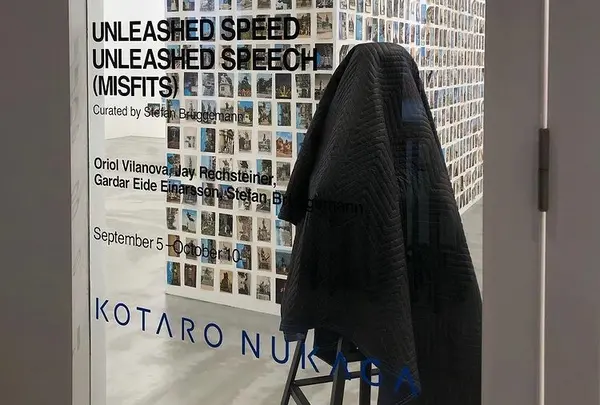 UNLEASHED SPEED
UNLEASHED SPEECH
(MISFITS)
Curated by Stefan Brüggemann
Oriol Vilanova, Jay Rechsteiner,
Gardar Eide Einarsson, Stefan Brüggemann
September 5–October 10
KOTARO NUKAGA